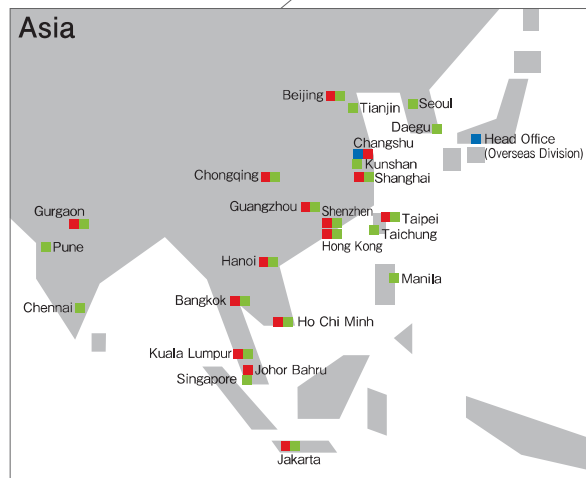 Asia
Beijing
Tianjin
Seoul
Daegu
Changshu
Head Office
(Overseas Division)
Kunshan
Chongqing
Shanghai
Guangzhou
Shenzhen
Gurgaon
Taipei
Taichung
Pune
Hong Kong
Hanoi
Manila
Chennai
Bangkok
Ho Chi Minh
Kuala Lumpur
Johor Bahru
Singapore
Jakarta